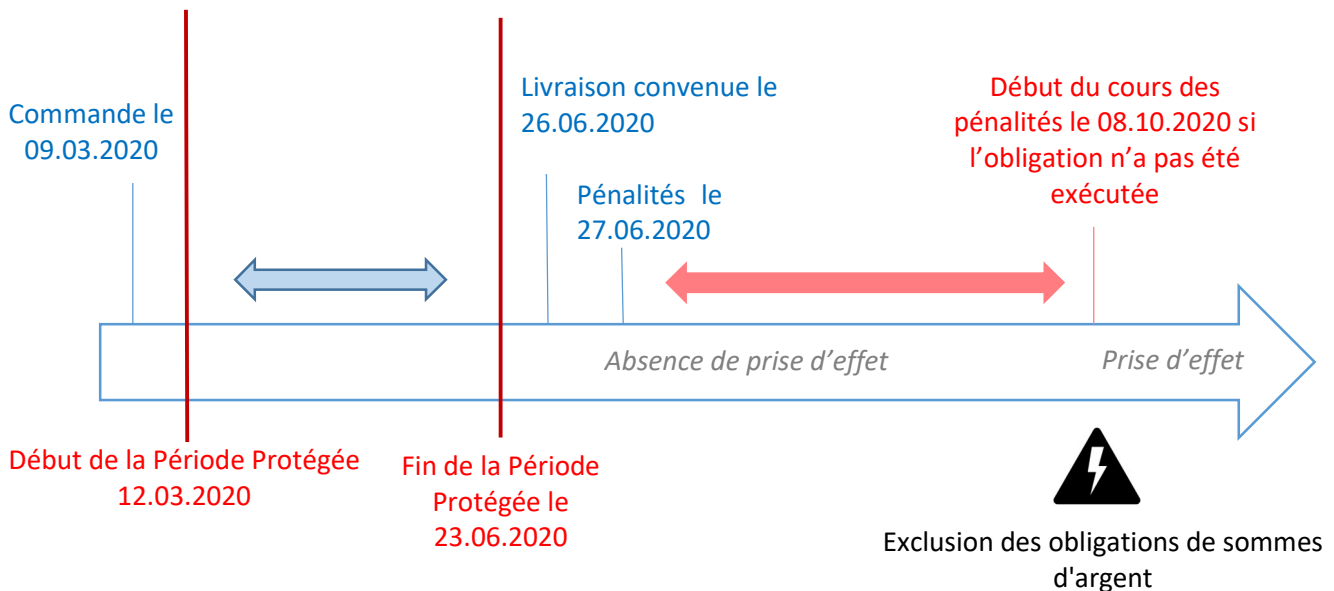 Commande le
09.03.2020
Livraison convenue le
26.06.2020
Pénalités le
27.06.2020
Début du cours des
pénalités le 08.10.2020 si
l'obligation n'a pas été
exécutée
Absence de prise d'effet
Prise d'effet
Début de la Période Protégée
12.03.2020
Fin de la Période
Protégée le
23.06.2020
Exclusion des obligations de sommes
d'argent